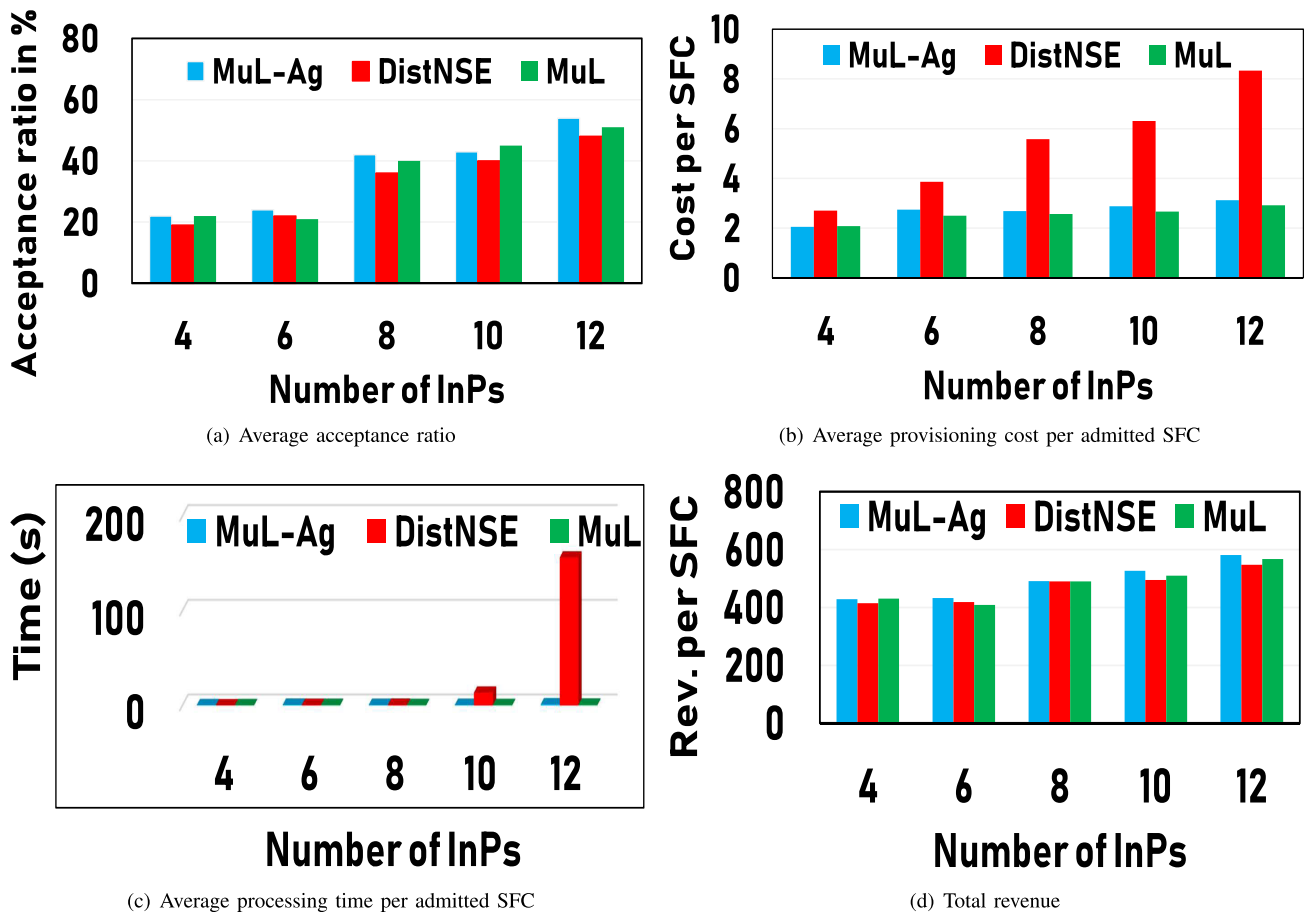 Acceptance ratio in %
80
60
40
20
0
MuL-Ag DistNSE MuL
4 6 8 10 12
Number of InPs
(a) Average acceptance ratio
Cost per SFC
10
8
6
4
2
0
MuL-Ag DistNSE MuL
4 6 8 10 12
Number of InPs
(b) Average provisioning cost per admitted SFC
Time (s)
200
100
0
MuL-Ag DistNSE MuL
4 6 8 10 12
Number of InPs
(c) Average processing time per admitted SFC
Rev. per SFC
800
600
400
200
0
MuL-Ag DistNSE MuL
4 6 8 10 12
Number of InPs
(d) Total revenue